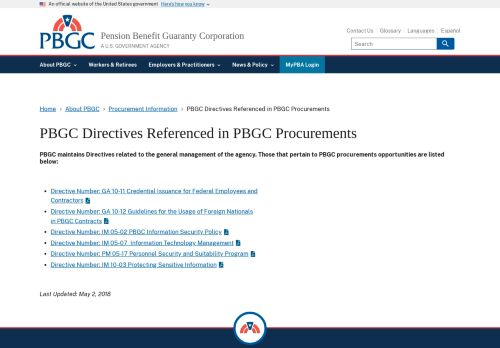 An official website of the United States government Here's how you know
PBGC
Pension Benefit Guaranty Corporation
A U.S. GOVERNMENT AGENCY
Contact Us Glossary Languages Español
Search
About PBGC Workers & Retirees Employers & Practitioners News & Policy MyPBA Login
Home About PBGC Procurement Information PBGC Directives Referenced in PBGC Procurements
PBGC Directives Referenced in PBGC Procurements
PBGC maintains Directives related to the general management of the agency. Those that pertain to PBGC procurements opportunities are listed
below:
Directive Number: GA 10-11 Credential Issuance for Federal Employees and
Contractors
Directive Number: GA 10-12 Guidelines for the Usage of Foreign Nationals
in PBGC Contracts
Directive Number: IM 05-02 PBGC Information Security Policy
Directive Number: IM 05-07 Information Technology Management
Directive Number: PM 05-17 Personnel Security and Suitability Program
Directive Number: IM 10-03 Protecting Sensitive Information
Last Updated: May 2, 2018